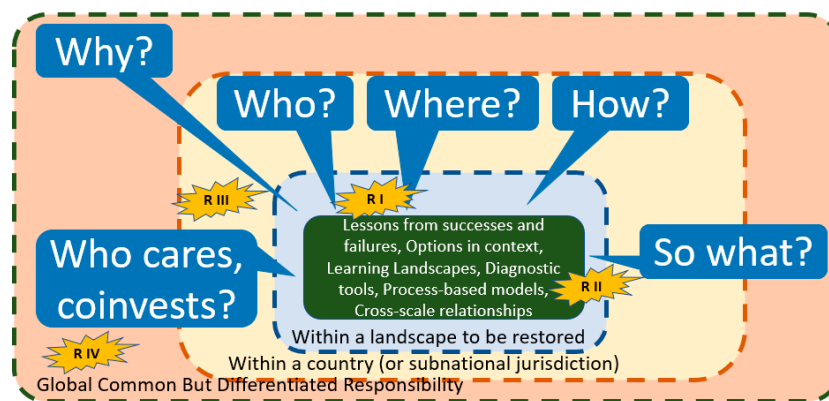 Why?
Who?
Where?
How?
R III
R I
Lessons from successes and
failures, Options in context,
Learning Landscapes, Diagnostic
tools, Process-based models,
Cross-scale relationships
Who cares,
coinvests?
So what?
R II
Within a landscape to be restored
R IV
Within a country (or subnational jurisdiction)
Global Common But Differentiated Responsibility